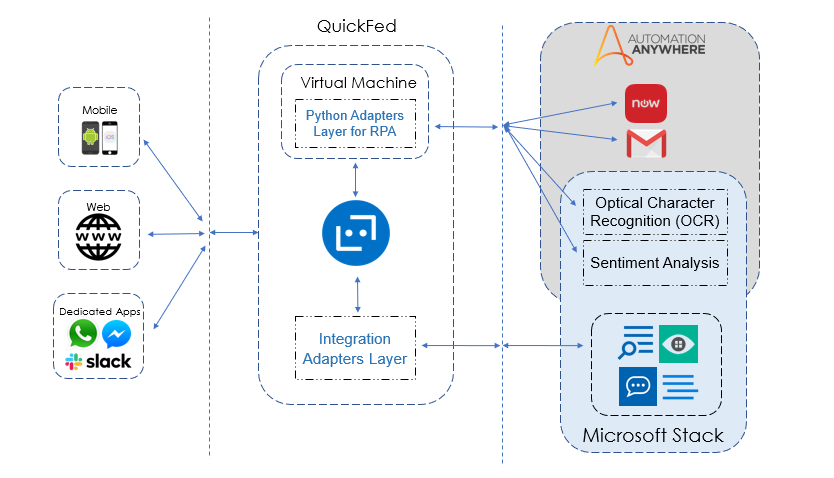 QuickFed
AUTOMATION
ANYWHERE
Virtual Machine
Python Adapters
Layer for RPA
Mobile
iOS
now
Web
WWW
Optical Character
Recognition (OCR)
Sentiment Analysis
Dedicated Apps
slack
Integration
Adapters Layer
Microsoft Stack